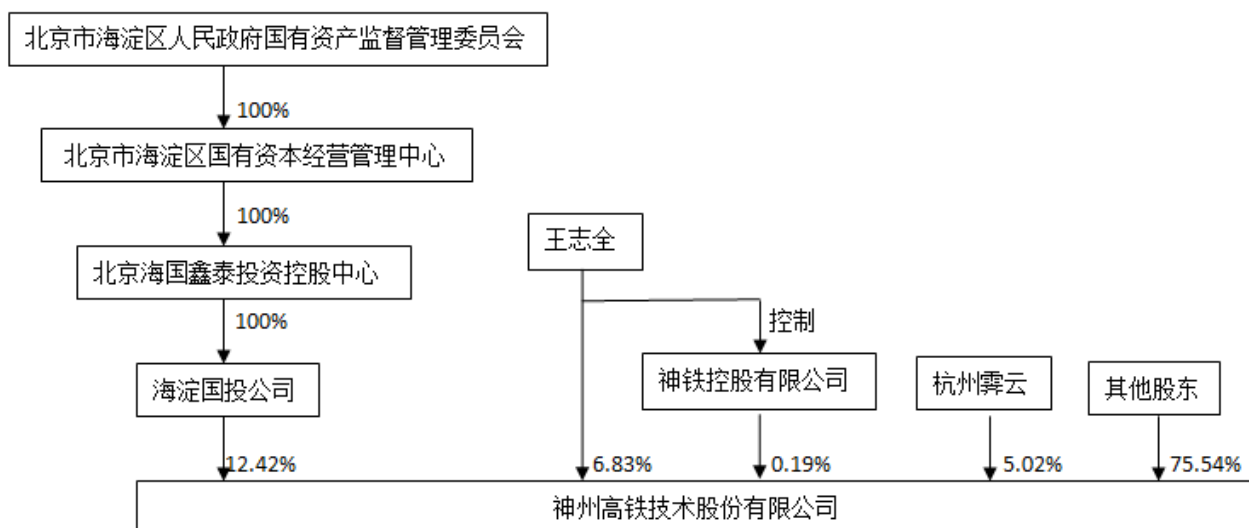 北京市海淀区人民政府国有资产监督管理委员会
100%
北京市海淀区国有资本经营管理中心
100%
王志全
北京海国鑫泰投资控股中心
100%
控制
海淀国投公司
神铁控股有限公司
杭州霁云
其他股东
12.42%
6.83%
0.19%
5.02%
75.54%
神州高铁技术股份有限公司